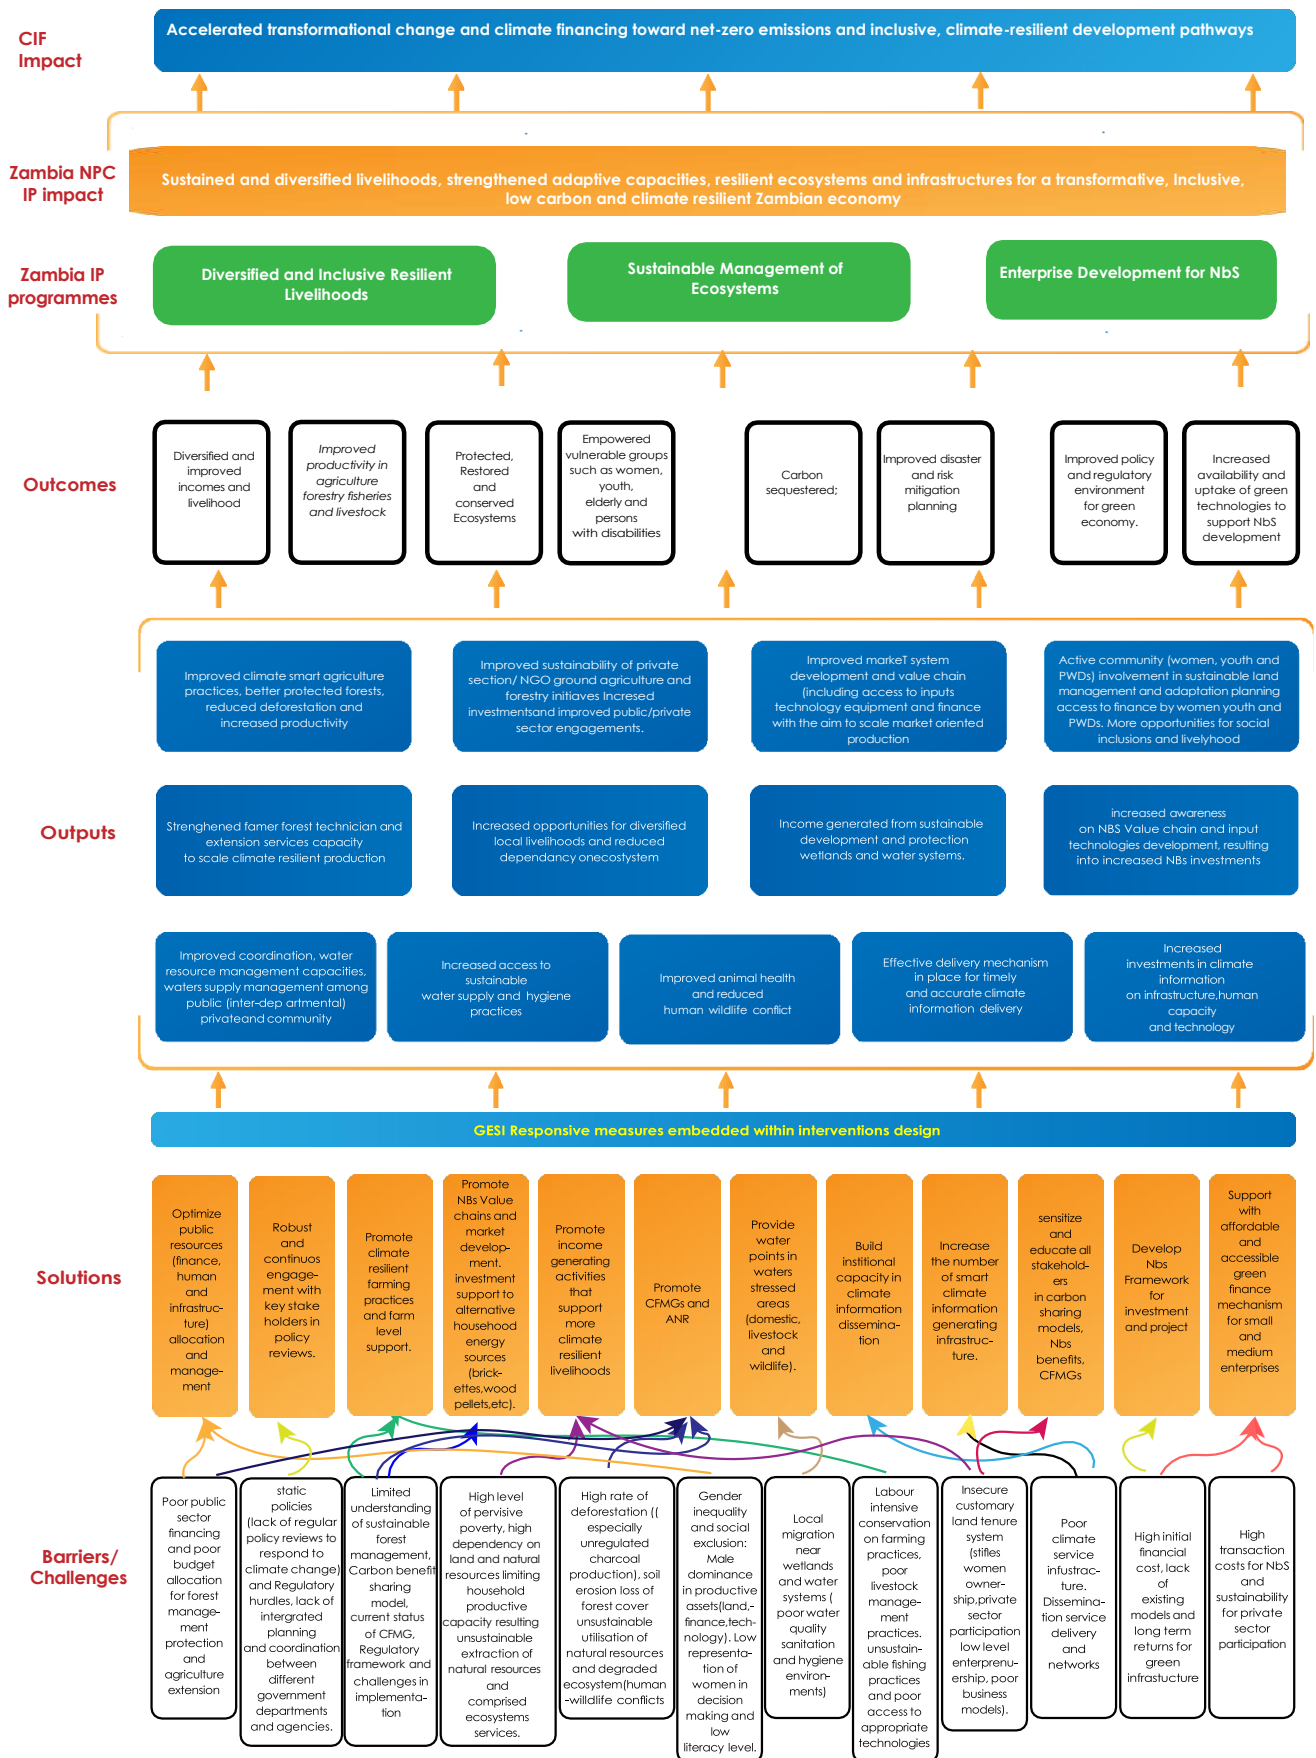 CIF
Impact
Accelerated transformational change and climate financing toward net-zero emissions and inclusive, climate-resilient development pathways
Zambia NPC
IP impact
Sustained and diversified livelihoods, strengthened adaptive capacities, resilient ecosystems and infrastructures for a transformative, Inclusive,
low carbon and climate resilient Zambian economy
Zambia IP
programmes
Diversified and Inclusive Resilient
Livelihoods
Sustainable Management of
Ecosystems
Enterprise Development for NbS
Outcomes
Diversified and
improved
incomes and
livelihood
Improved
productivity in
agriculture
forestry fisheries
and livestock
Protected,
Restored
and
conserved
Ecosystems
Empowered
vulnerable groups
such as women,
youth,
elderly and
persons
with disabilities
Carbon
sequestered;
Improved disaster
and risk
mitigation
planning
Improved policy
and regulatory
environment
for green
economy.
Increased
availability and
uptake of green
technologies to
support NbS
development
Outputs
Improved climate smart agriculture
practices, better protected forests,
reduced deforestation and
increased productivity
Improved sustainability of private
section/ NGO ground agriculture and
forestry initiaves Incresed
investmentsand improved public/private
sector engagements.
Improved markeT system
development and value chain
(including access to inputs
technology equipment and finance
with the aim to scale market oriented
production
Active community (women, youth and
PWDs) involvement in sustainable land
management and adaptation planning
access to finance by women youth and
PWDs. More opportunities for social
inclusions and livelyhood
Strengthened famer forest technician and
extension services capacity
to scale climate resilient production
Increased opportunities for diversified
local livelihoods and reduced
dependancy onecostystem
Income generated from sustainable
development and protection
wetlands and water systems.
increased awareness
on NBS Value chain and input
technologies development, resulting
into increased NBs investments
Improved coordination, water
resource management capacities,
waters supply management among
public (inter-dep artmental)
privateand community
Increased access to
sustainable
water supply and hygiene
practices
Improved animal health
and reduced
human wildlife conflict
Effective delivery mechanism
in place for timely
and accurate climate
information delivery
Increased
investments in climate
information
on infrastructure,human
capacity
and technology
GESI Responsive measures embedded within interventions design
Solutions
Optimize
public
resources
(finance,
human
and
infrastruc-
ture)
allocation
and
manage-
ment
Robust
and
continuos
engage-
ment with
key stake
holders in
policy
reviews.
Promote
climate
resilient
farming
practices
and farm
level
support.
Promote
NBs Value
chains and
market
develop-
ment.
investment
support to
alternative
househood
energy
sources
(brick-
ettes,wood
pellets,etc).
Promote
income
generating
activities
that
support
more
climate
resilient
livelihoods
Promote
CFMGs and
ANR
Provide
water
points in
waters
stressed
areas
(domestic,
livestock
and
wildlife).
Build
institional
capacity in
climate
information
dissemina-
tion
Increase
the number
of smart
climate
information
generating
infrastruc-
ture.
sensitize
and
educate all
stakehold-
ers
in carbon
sharing
models,
Nbs
benefits,
CFMGs
Develop
Nbs
Framework
for
investment
and project
Support
with
affordable
and
accessible
green
finance
mechanism
for small
and
medium
enterprises
Barriers/
Challenges
Poor public
sector
financing
and poor
budget
allocation
for forest
manage-
ment
protection
and
agriculture
extension
static
policies
(lack of regular
policy reviews to
respond to
climate change)
and Regulatory
hurdles, lack of
intergrated
planning
and coordination
between
different
government
departments
and agencies.
Limited
understanding
of sustainable
forest
management,
Carbon benefit
sharing
model,
current status
of CFMG,
Regulatory
framework and
challenges in
implementa-
tion
High level
of pervisive
poverty, high
dependency on
land and natural
resources limiting
household
productive
capacity resulting
unsustainable
extraction of
natural resources
and
comprised
ecosystems
services.
High rate of
deforestation ((
especially
unregulated
charcoal
production), soil
erosion loss of
forest cover
unsustainable
utilisation of
natural resources
and degraded
ecosystem(human
-willdlife conflicts
Gender
inequality
and social
exclusion:
Male
dominance
in productive
assets(land,-
finance,tech-
nology). Low
representa-
tion of
women in
decision
making and
low
literacy level.
Local
migration
near
wetlands
and water
systems (
poor water
quality
sanitation
and hygiene
environ-
ments)
Labour
intensive
conservation
on farming
practices,
poor
livestock
manage-
ment
practices.
unsustain-
able fishing
practices
and poor
access to
appropriate
technologies
Insecure
customary
land tenure
system
(stifles
women
owner-
ship,private
sector
participation
low level
enterprenu-
ership, poor
business
models).
Poor
climate
service
infustrac-
ture.
Dissemina-
tion service
delivery
and
networks
High initial
financial
cost, lack
of
existing
models and
long term
returns for
green
infrastucture
High
transaction
costs for NbS
and
sustainability
for private
sector
participation